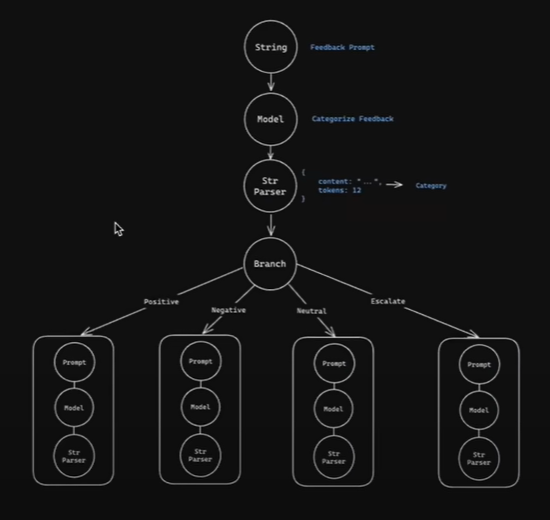 String
Feedback Prompt
Model
Categorize Feedback
Str
Parser
{
content: "...",
tokens: 12
}
Category
Branch
Positive
Negative
Neutral
Escalate
Prompt
Model
Str
Parser
Prompt
Model
Str
Parser
Prompt
Model
Str
Parser
Prompt
Model
Str
Parser